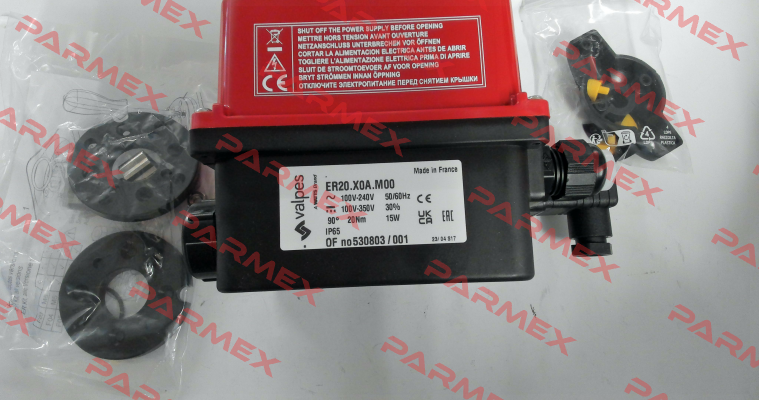 SHUT OFF THE POWER SUPPLY BEFORE OPENING
METTRE HORS TENSION AVANT OUVERTURE
NETZANSCHLUSS UNTERBRECHEN VOR ÖFFNEN
CORTAR LA ALIMENTACION ELECTRICA ANTES DE ABRIR
TOGLIERE L'ALIMENTAZIONE ELETTRICA PRIMA DI APRIRE
SLUIT DE STROOMTOEVOER AF VOOR OPENING
BRYT STRÖMMEN INNAN ÖPPNING
ОТКЛЮЧИТЕ ЭЛЕКТРОПИТАНИЕ ПЕРЕД СНЯТИЕМ КРЫШКИ
CE
valpes
Made in France
ER20.X0A.M00
100V-240V 50/60Hz CE
100V-350V 30%
90° 20Nm 15W UKCA EAC
IP65
OF no530803/001
PARMEX
PARMEX
PARMEX
PARMEX
PARMEX
PARMEX
PARMEX
PARMEX